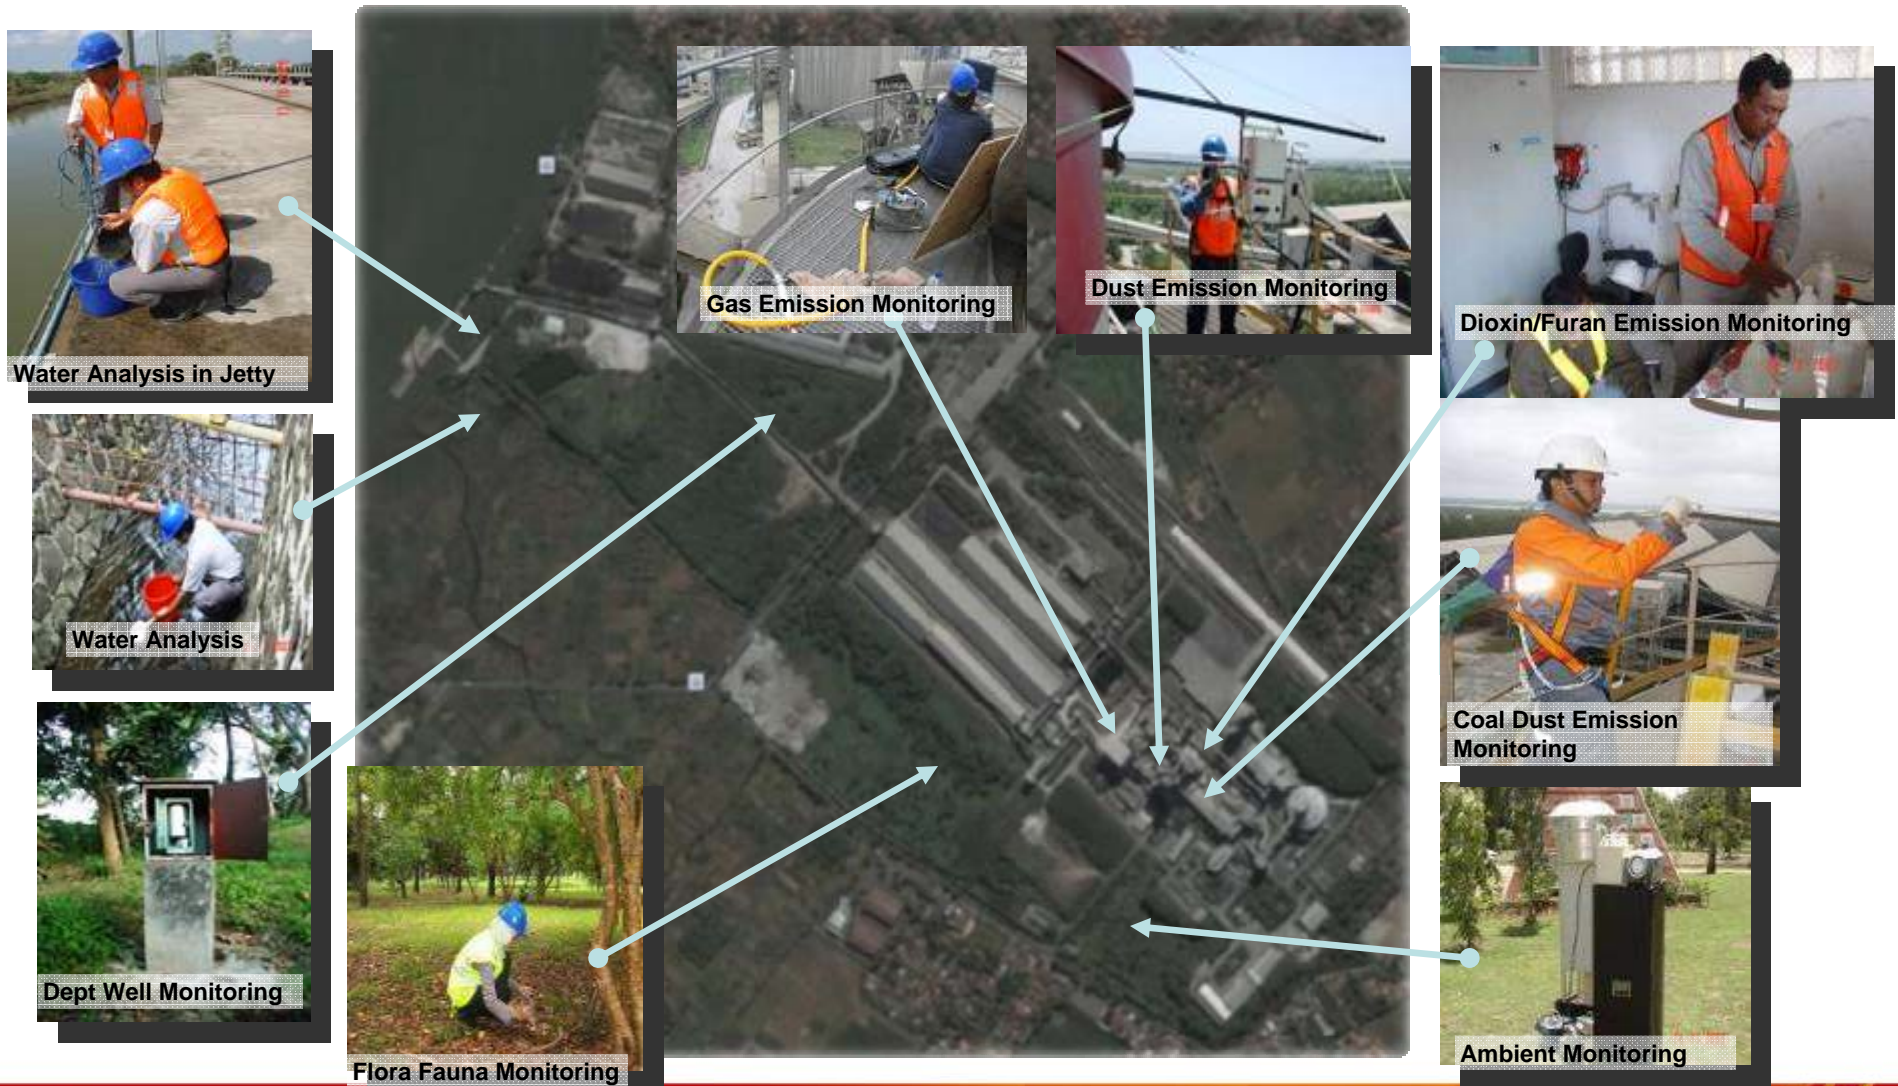 Water Analysis in Jetty
Gas Emission Monitoring
Dust Emission Monitoring
Dioxin/Furan Emission Monitoring
Water Analysis
Coal Dust Emission
Monitoring
Dept Well Monitoring
Flora Fauna Monitoring
Ambient Monitoring